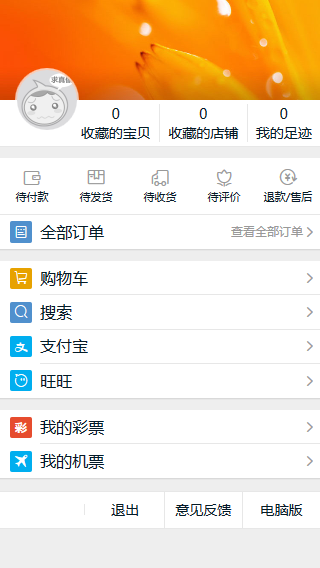 求真相
0 0 0
收藏的宝贝 收藏的店铺 我的足迹
待付款 待发货 待收货 待评价 退款/售后
全部订单 查看全部订单
购物车
搜索
支付宝
旺旺
彩 我的彩票
我的机票
退出 意见反馈 电脑版